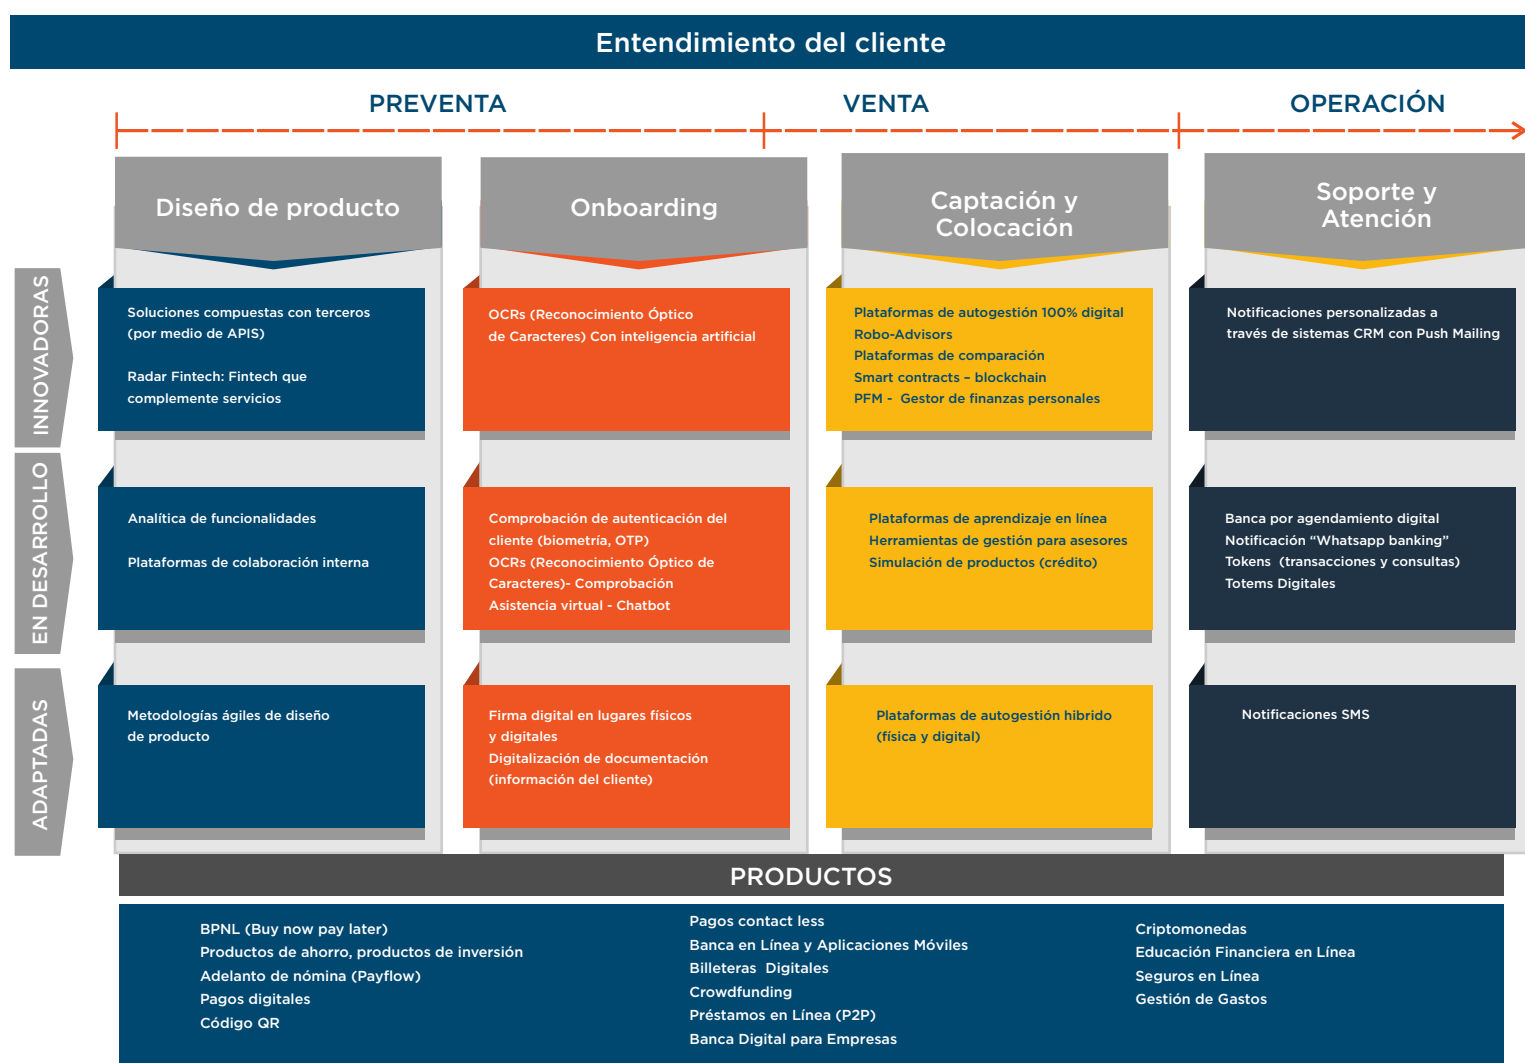 Entendimiento del cliente
PREVENTA
VENTA
OPERACIÓN
Diseño de producto
Onboarding
Captación y
Colocación
Soporte y
Atención
INNOVADORAS
Soluciones compuestas con terceros
(por medio de APIS)
Radar Fintech: Fintech que
complemente servicios
OCRs (Reconocimiento Óptico
de Caracteres) Con inteligencia artificial
Plataformas de autogestión 100% digital
Robo-Advisors
Plataformas de comparación
Smart contracts – blockchain
PFM - Gestor de finanzas personales
Notificaciones personalizadas a
través de sistemas CRM con Push Mailing
EN DESARROLLO
Analítica de funcionalidades
Plataformas de colaboración interna
Comprobación de autenticación del
cliente (biometría, OTP)
OCRs (Reconocimiento Óptico de
Caracteres)- Comprobación
Asistencia virtual - Chatbot
Plataformas de aprendizaje en línea
Herramientas de gestión para asesores
Simulación de productos (crédito)
Banca por agendamiento digital
Notificación “Whatsapp banking”
Tokens (transacciones y consultas)
Totems Digitales
ADAPTADAS
Metodologías ágiles de diseño
de producto
Firma digital en lugares físicos
y digitales
Digitalización de documentación
(información del cliente)
Plataformas de autogestión hibrido
(física y digital)
Notificaciones SMS
PRODUCTOS
BPNL (Buy now pay later)
Productos de ahorro, productos de inversión
Adelanto de nómina (Payflow)
Pagos digitales
Código QR
Pagos contact less
Banca en Línea y Aplicaciones Móviles
Billeteras Digitales
Crowdfunding
Préstamos en Línea (P2P)
Banca Digital para Empresas
Criptomonedas
Educación Financiera en Línea
Seguros en Línea
Gestión de Gastos